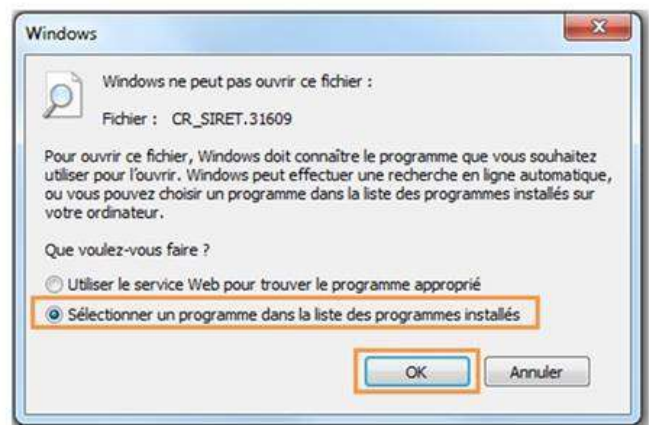 Windows
Windows ne peut pas ouvrir ce fichier :
Fichier : CR_SIRET.31609
Pour ouvrir ce fichier, Windows doit connaître le programme que vous souhaitez
utiliser pour l'ouvrir. Windows peut effectuer une recherche en ligne automatique,
ou vous pouvez choisir un programme dans la liste des programmes installés sur
votre ordinateur.
Que voulez-vous faire ?
Utiliser le service Web pour trouver le programme approprié
Sélectionner un programme dans la liste des programmes installés
OK Annuler